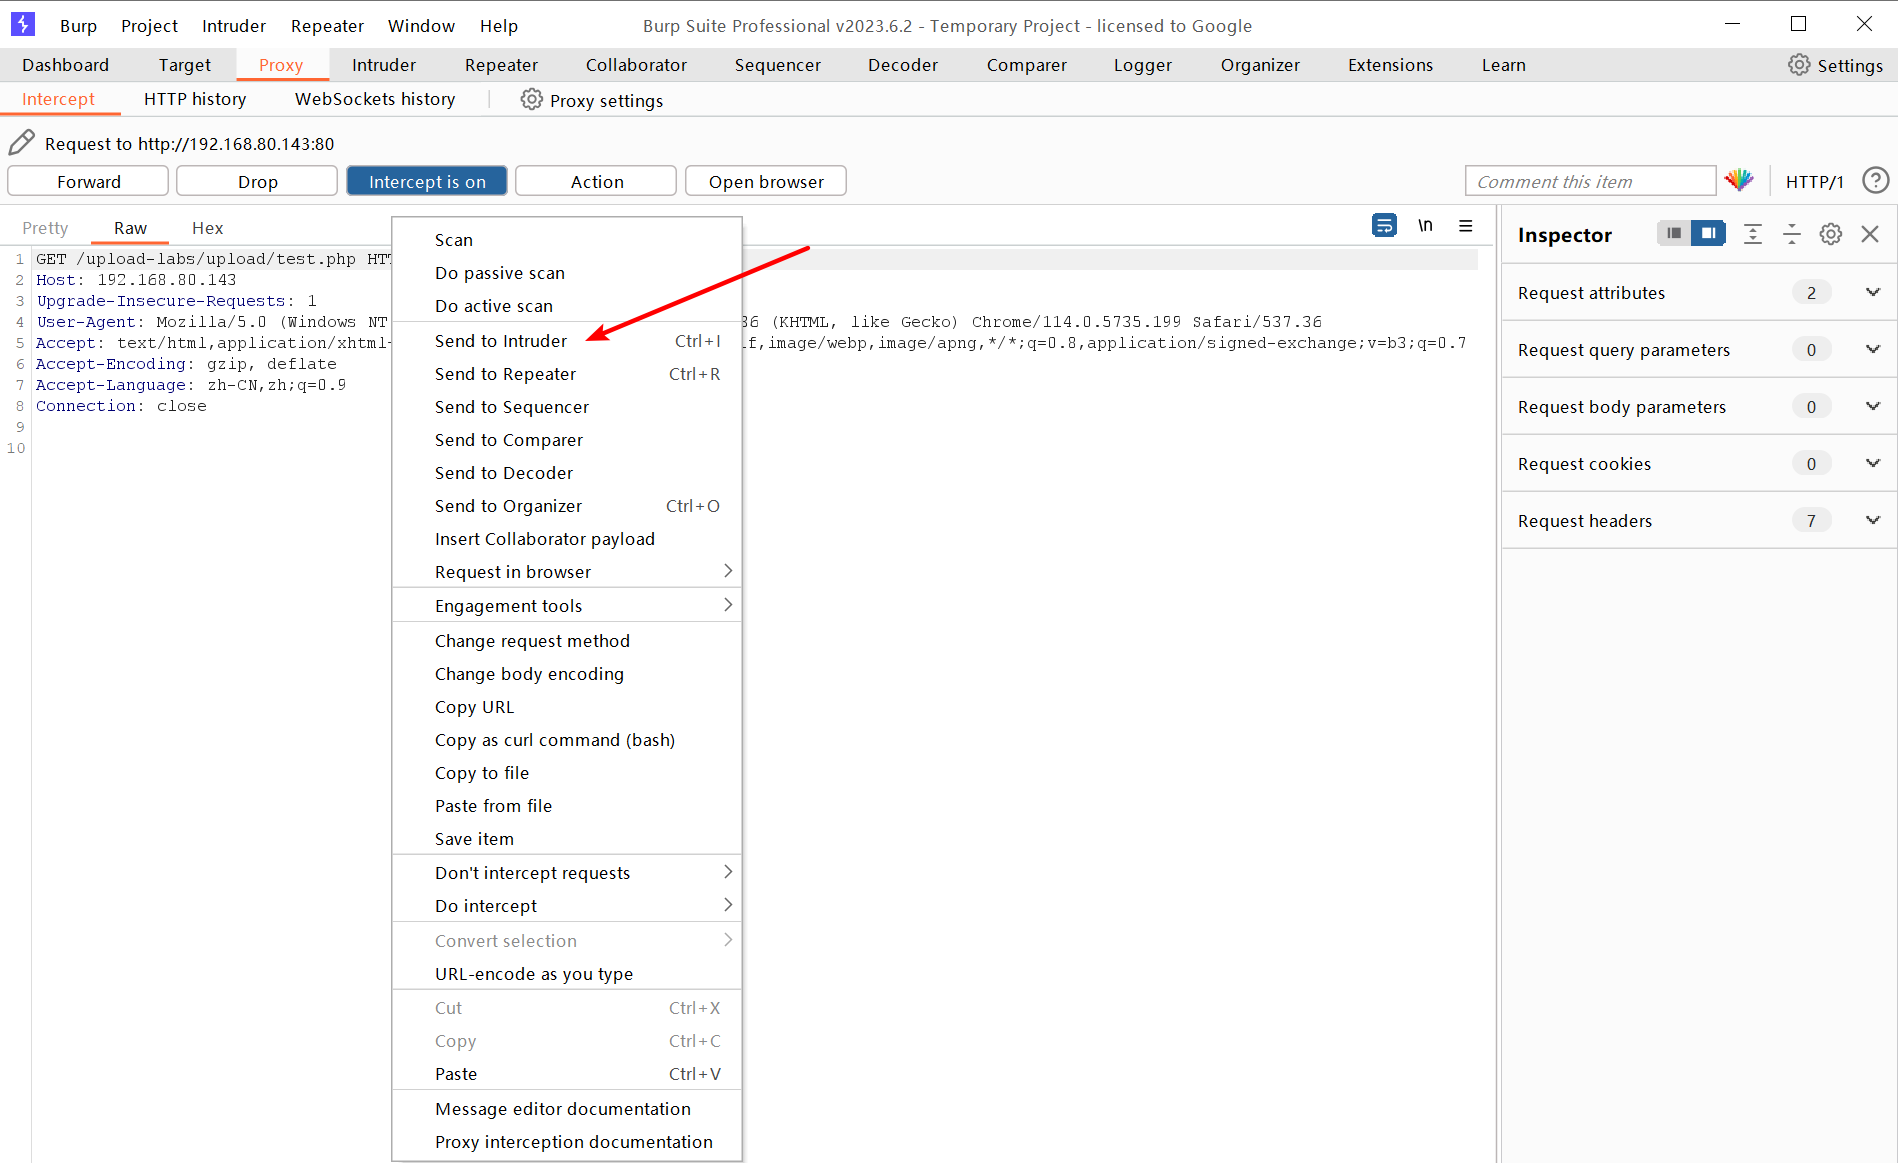 Burp Project Intruder Repeater Window Help Burp Suite Professional v2023.6.2 - Temporary Project - licensed to Google
Dashboard Target Proxy Intruder Repeater Collaborator Sequencer Decoder Comparer Logger Organizer Extensions Learn Settings
Intercept HTTP history WebSockets history Proxy settings
Request to http://192.168.80.143:80
Forward Drop Intercept is on Action Open browser Comment this item HTTP/1 ?
Pretty Raw Hex \n
1 GET /upload-labs/upload/test.php
2 Host: 192.168.80.143
3 Upgrade-Insecure-Requests: 1
4 User-Agent: Mozilla/5.0 (Windows NT 36 (KHTML, like Gecko) Chrome/114.0.5735.199 Safari/537.36
5 Accept: text/html,application/xhtml if,image/webp,image/apng,*/*;q=0.8,application/signed-exchange;v=b3;q=0.7
6 Accept-Encoding: gzip, deflate
7 Accept-Language: zh-CN,zh;q=0.9
8 Connection: close
9
10
Scan
Do passive scan
Do active scan
Send to Intruder Ctrl+I
Send to Repeater Ctrl+R
Send to Sequencer
Send to Comparer
Send to Decoder
Send to Organizer Ctrl+O
Insert Collaborator payload
Request in browser
Engagement tools
Change request method
Change body encoding
Copy URL
Copy as curl command (bash)
Copy to file
Paste from file
Save item
Don't intercept requests
Do intercept
Convert selection
URL-encode as you type
Cut Ctrl+X
Copy Ctrl+C
Paste Ctrl+V
Message editor documentation
Proxy interception documentation
Inspector
Request attributes 2
Request query parameters 0
Request body parameters 0
Request cookies 0
Request headers 7